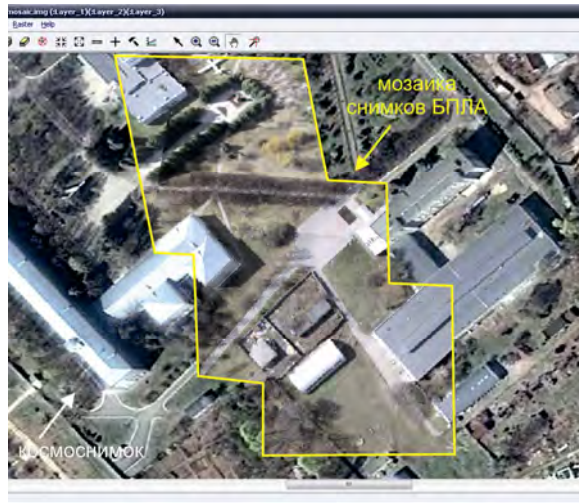 mosaic.img (:Layer_1)(:Layer_2)(:Layer_3)
Raster Help
мозаика
снимков БПЛА
космоснимок